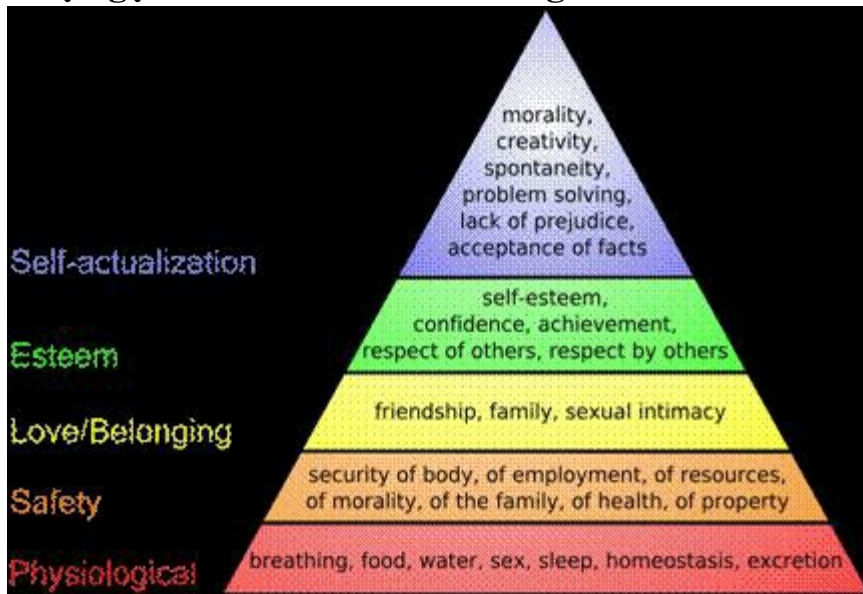 morality,
creativity,
spontaneity,
problem solving,
lack of prejudice,
acceptance of facts
Self-actualization
self-esteem,
confidence, achievement,
respect of others, respect by others
Esteem
friendship, family, sexual intimacy
Love/Belonging
security of body, of employment, of resources,
of morality, of the family, of health, of property
Safety
breathing, food, water, sex, sleep, homeostasis, excretion
Physiological